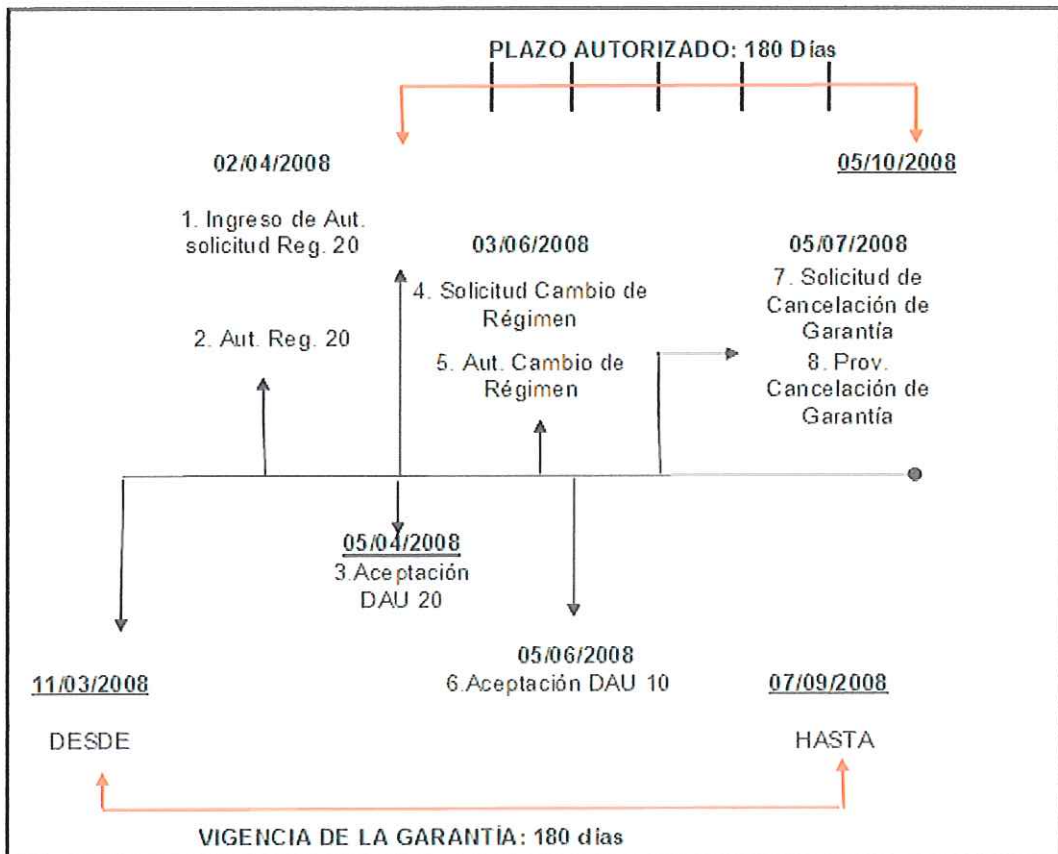 PLAZO AUTORIZADO: 180 Días
02/04/2008
05/10/2008
1. Ingreso de Aut.
solicitud Reg. 20
03/06/2008
05/07/2008
4. Solicitud Cambio de
Régimen
7. Solicitud de
Cancelación de
Garantía
2. Aut. Reg. 20
5. Aut. Cambio de
Régimen
8. Prov.
Cancelación de
Garantía
05/04/2008
3.Aceptación
DAU 20
05/06/2008
6.Aceptación DAU 10
11/03/2008
07/09/2008
DESDE
HASTA
VIGENCIA DE LA GARANTÍA: 180 días